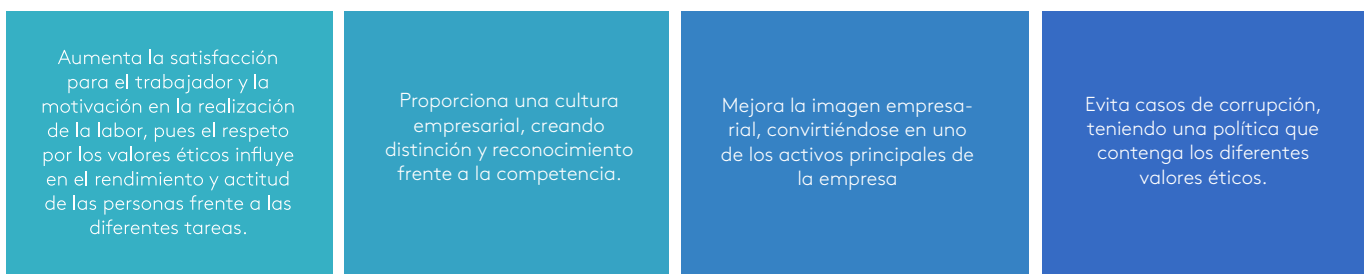 Aumenta la satisfacción
para el trabajador y la
motivación en la realización
de la labor, pues el respeto
por los valores éticos influye
en el rendimiento y actitud
de las personas frente a las
diferentes tareas.
Proporciona una cultura
empresarial, creando
distinción y reconocimiento
frente a la competencia.
Mejora la imagen empresa-
rial, convirtiéndose en uno
de los activos principales de
la empresa
Evita casos de corrupción,
teniendo una política que
contenga los diferentes
valores éticos.